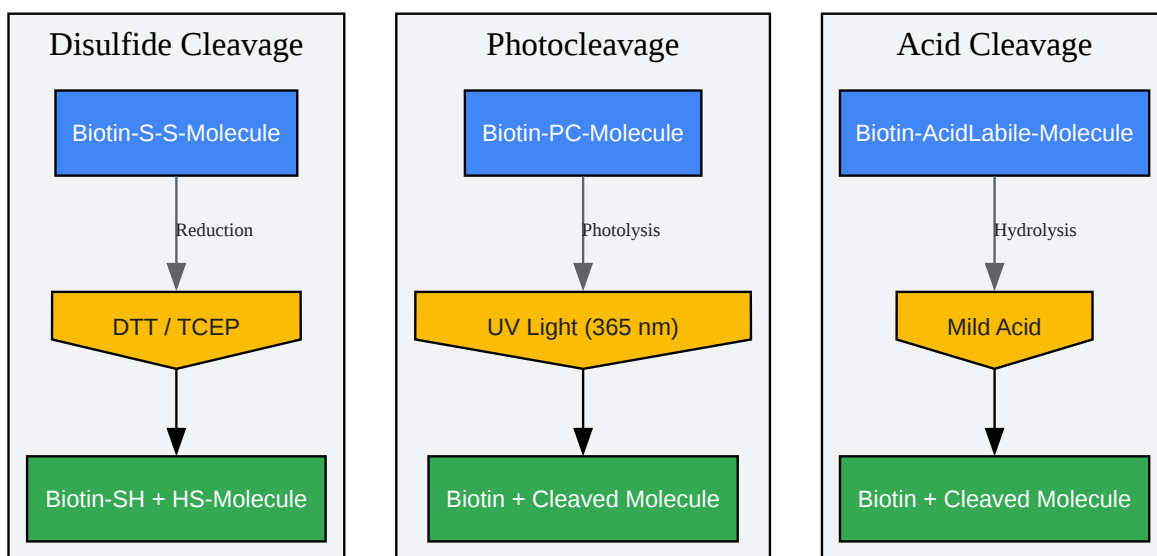 Disulfide Cleavage
Biotin-S-S-Molecule
Reduction
DTT / TCEP
Biotin-SH + HS-Molecule
Photocleavage
Biotin-PC-Molecule
Photolysis
UV Light (365 nm)
Biotin + Cleaved Molecule
Acid Cleavage
Biotin-AcidLabile-Molecule
Hydrolysis
Mild Acid
Biotin + Cleaved Molecule